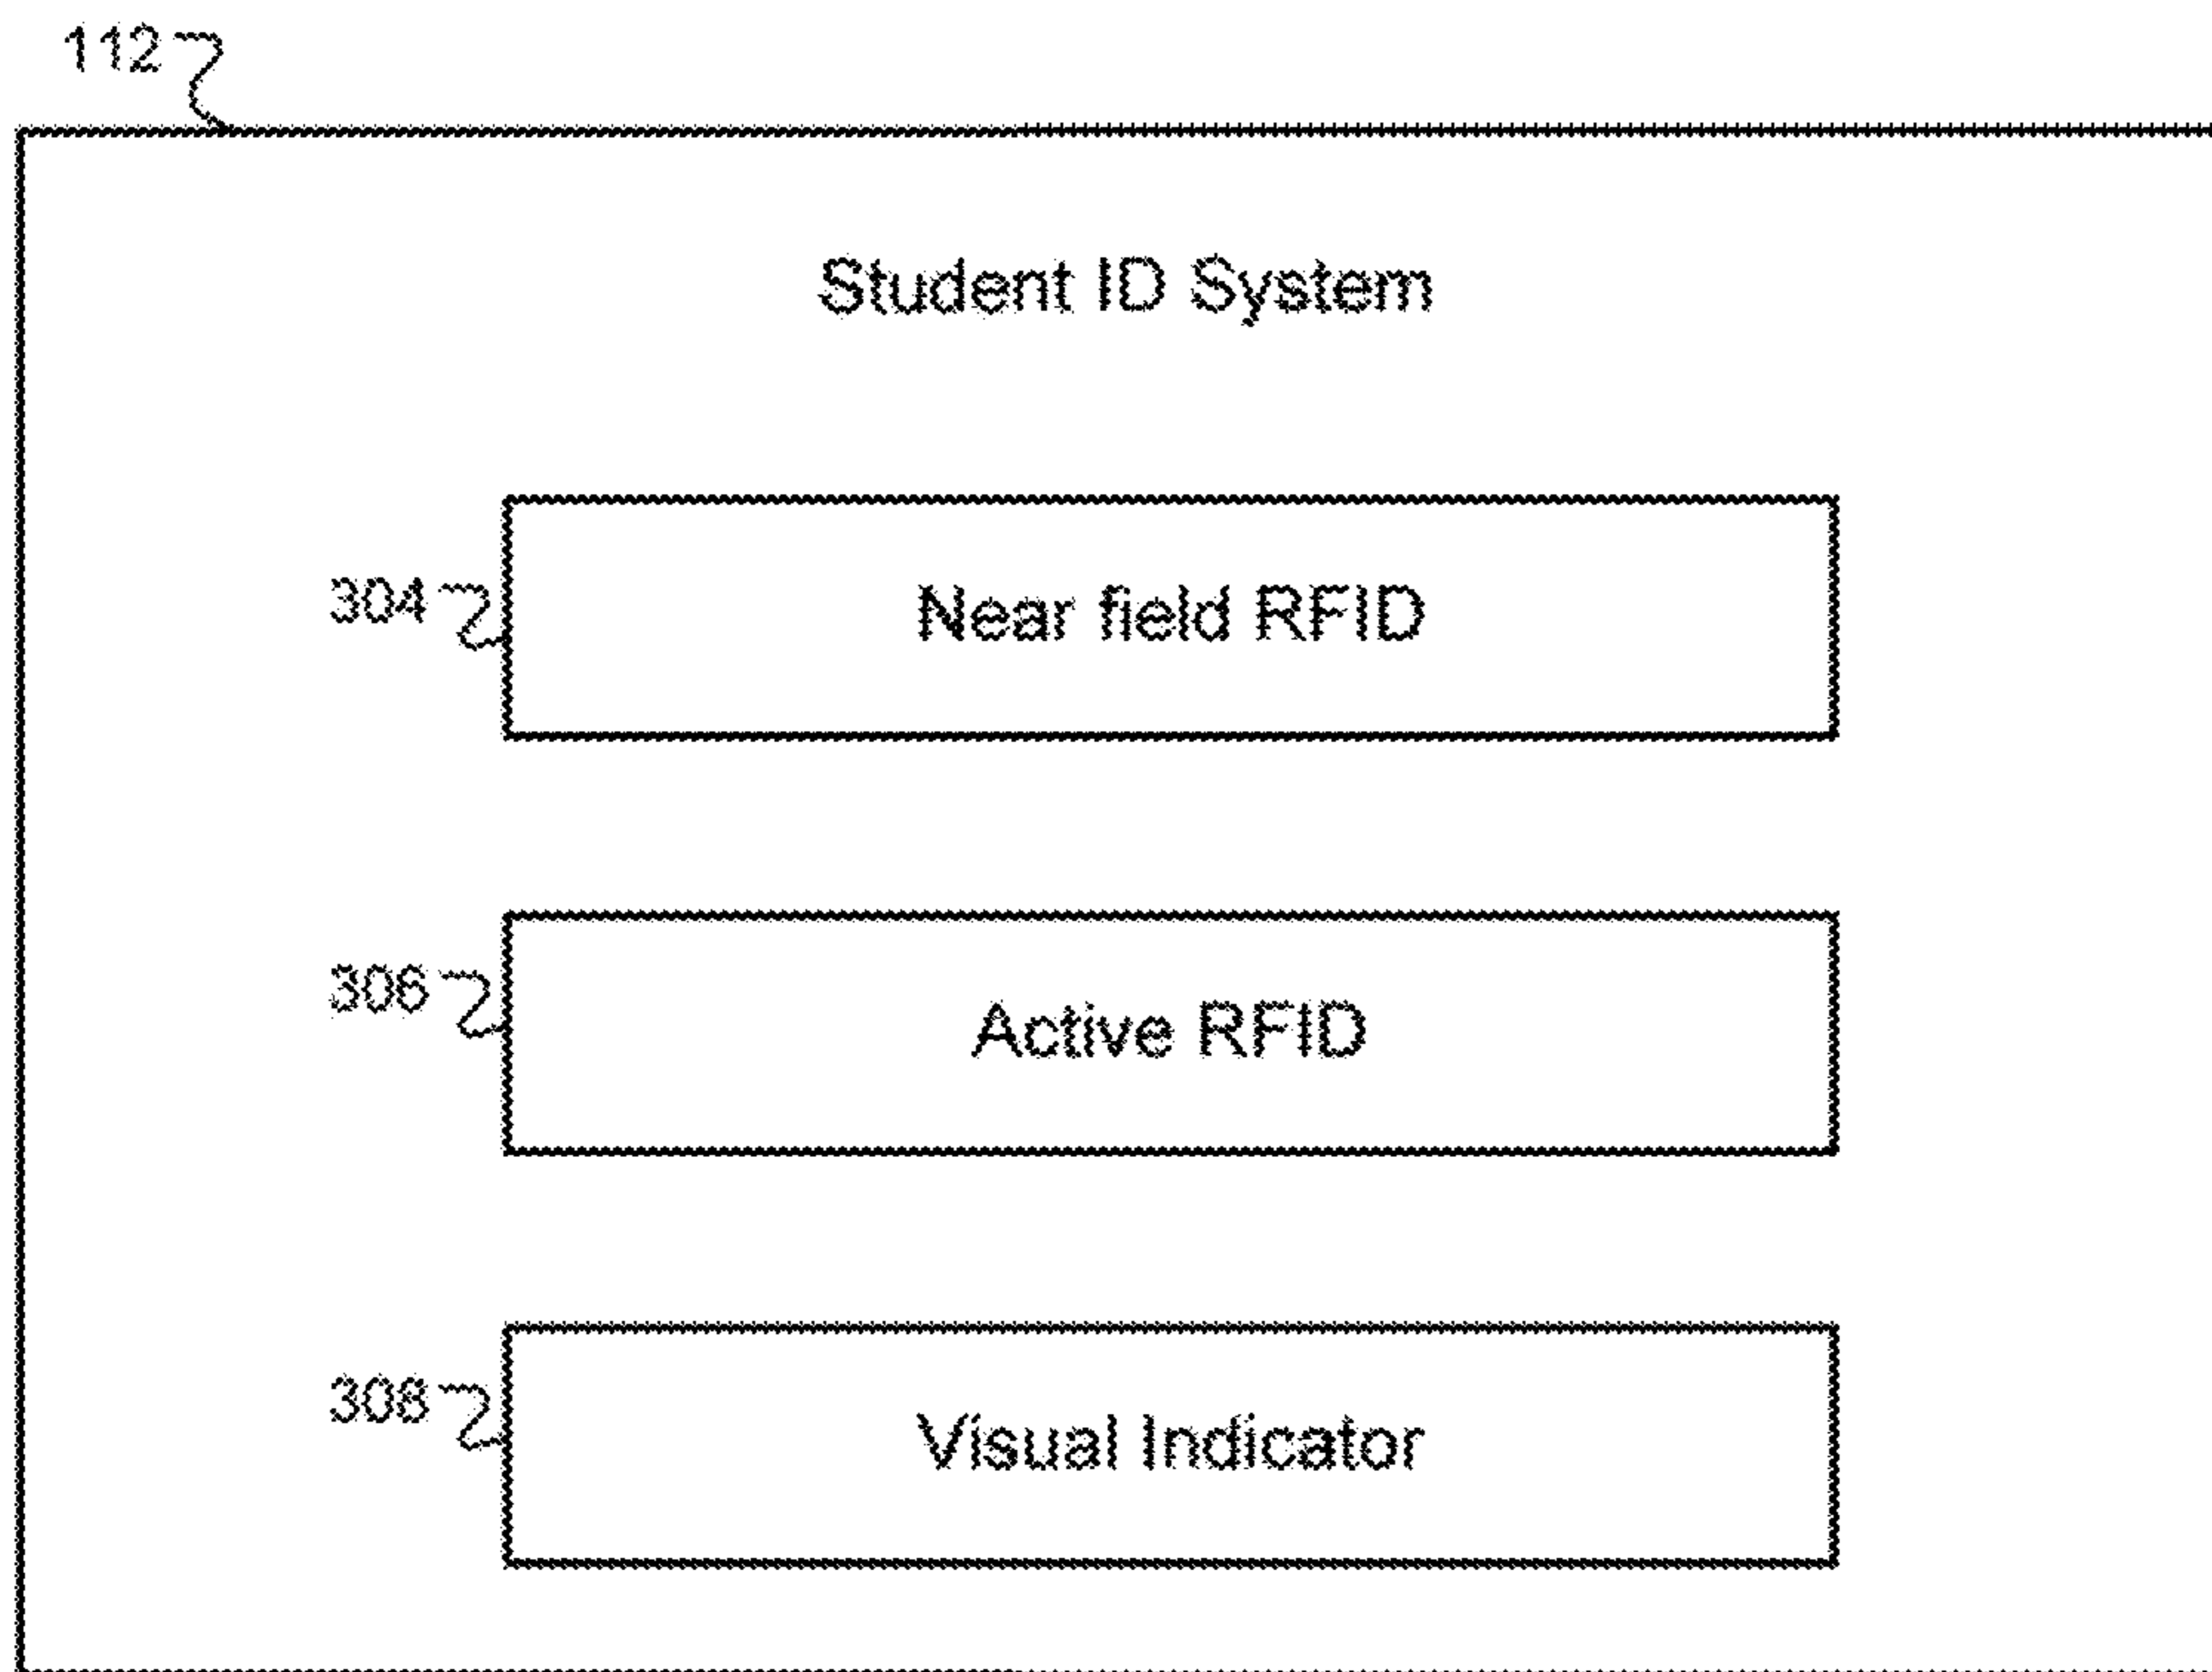 112
Student ID System
304
Near field RFID
306
Active RFID
308
Visual Indicator